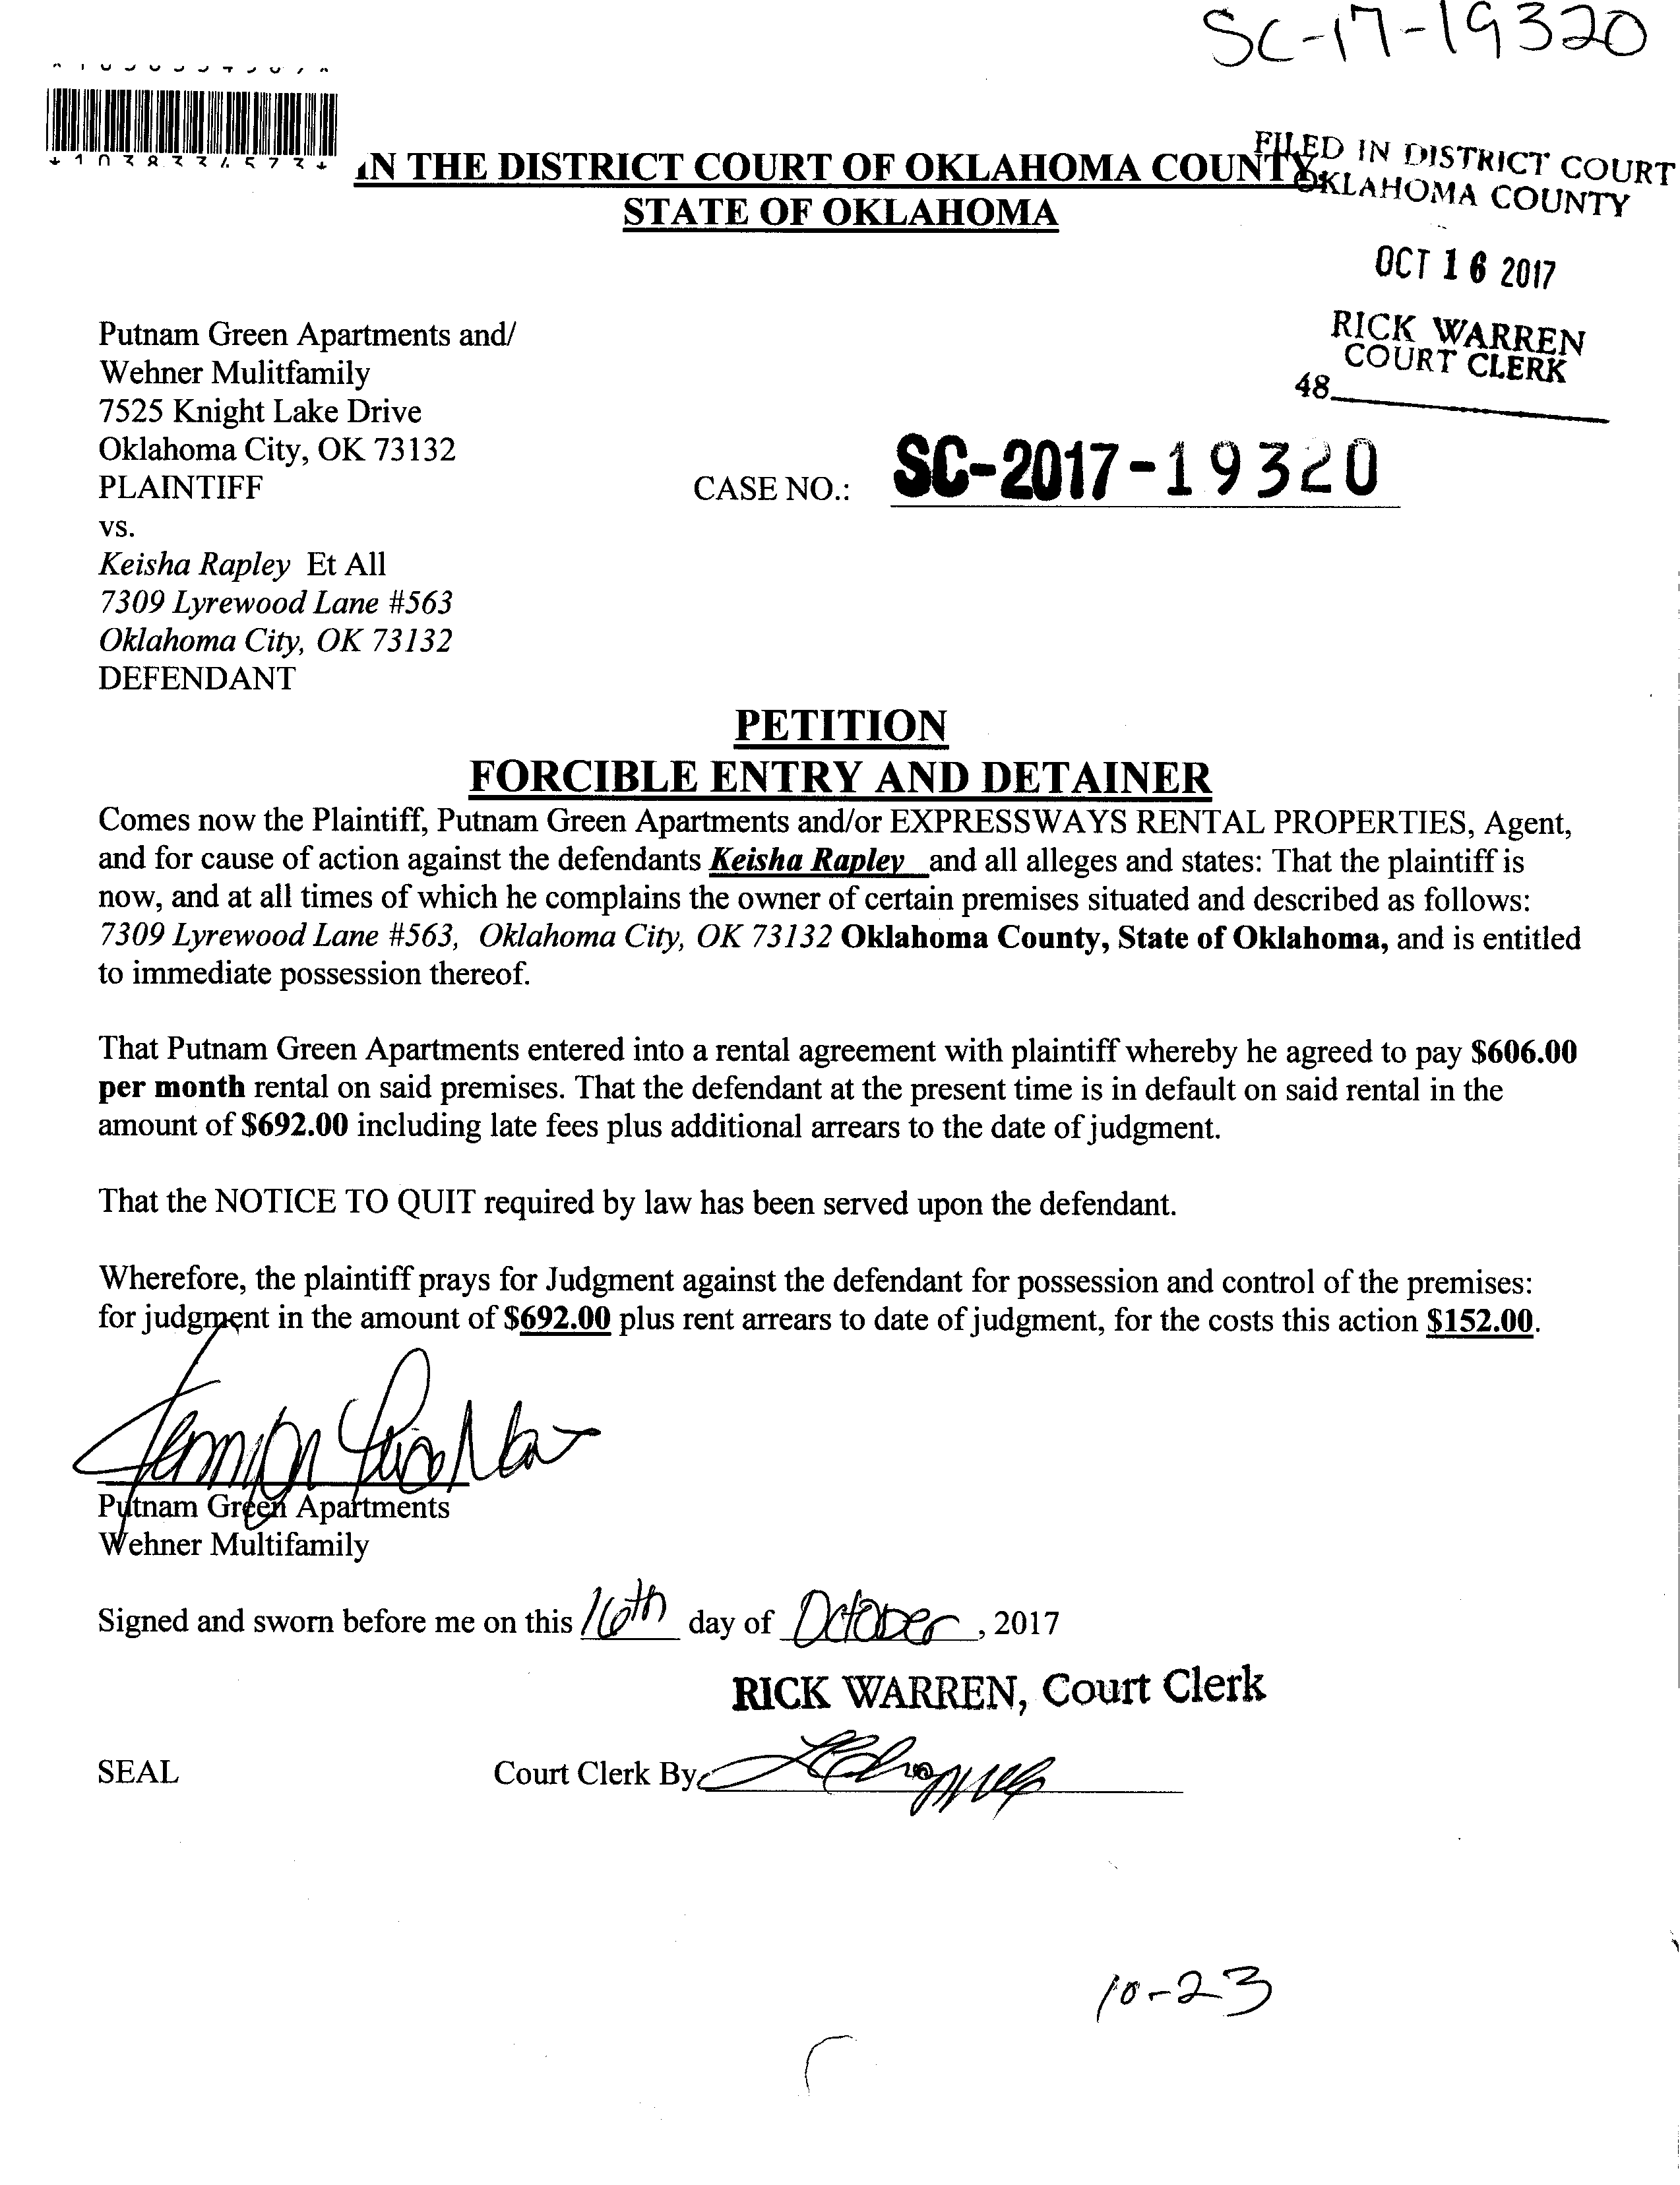 SC-17-19320
*1038334573*
IN THE DISTRICT COURT OF OKLAHOMA COUNTY
STATE OF OKLAHOMA
FILED IN DISTRICT COURT
OKLAHOMA COUNTY
OCT 16 2017
RICK WARREN
COURT CLERK
48
Putnam Green Apartments and/
Wehner Mulitfamily
7525 Knight Lake Drive
Oklahoma City, OK 73132
PLAINTIFF
CASE NO.: SC-2017-19320
vs.
Keisha Rapley Et All
7309 Lyrewood Lane #563
Oklahoma City, OK 73132
DEFENDANT
PETITION
FORCIBLE ENTRY AND DETAINER
Comes now the Plaintiff, Putnam Green Apartments and/or EXPRESSWAYS RENTAL PROPERTIES, Agent,
and for cause of action against the defendants Keisha Rapley and all alleges and states: That the plaintiff is
now, and at all times of which he complains the owner of certain premises situated and described as follows:
7309 Lyrewood Lane #563, Oklahoma City, OK 73132 Oklahoma County, State of Oklahoma, and is entitled
to immediate possession thereof.
That Putnam Green Apartments entered into a rental agreement with plaintiff whereby he agreed to pay $606.00
per month rental on said premises. That the defendant at the present time is in default on said rental in the
amount of $692.00 including late fees plus additional arrears to the date of judgment.
That the NOTICE TO QUIT required by law has been served upon the defendant.
Wherefore, the plaintiff prays for Judgment against the defendant for possession and control of the premises:
for judgment in the amount of $692.00 plus rent arrears to date of judgment, for the costs this action $152.00.
Putnam Green Apartments
Wehner Multifamily
Signed and sworn before me on this 16th day of October, 2017
RICK WARREN, Court Clerk
SEAL
Court Clerk By
10-23